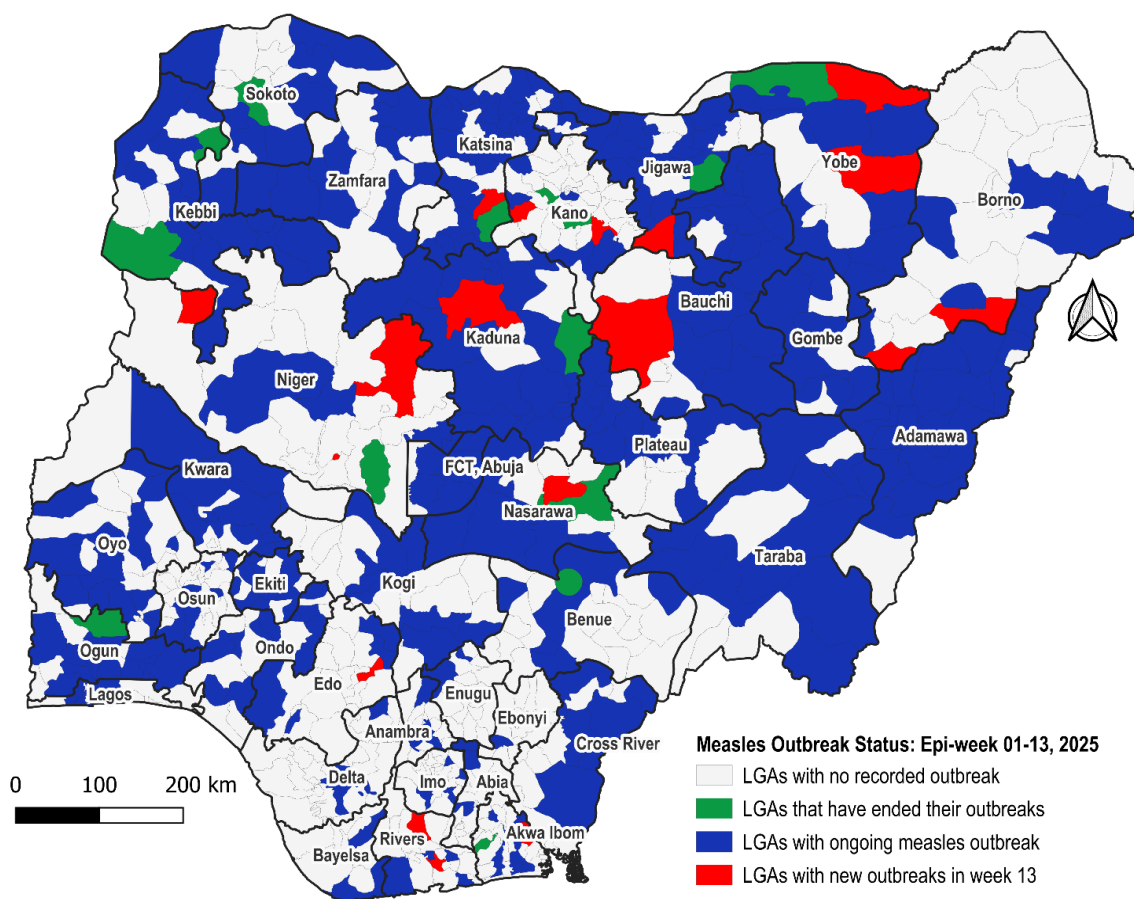 Sokoto
Katsina
Jigawa
Yobe
Zamfara
Kano
Borno
Kebbi
Bauchi
Kaduna
Gombe
Niger
Adamawa
Plateau
Kwara
FCT, Abuja
Nasarawa
Oyo
Taraba
Ekiti
Kogi
Osun
Benue
Ogun
Ondo
Edo
Enugu
Lagos
Ebonyi
Anambra
Cross River
Delta
Imo
Abia
Rivers
Akwa Ibom
Bayelsa
0 100 200 km
Measles Outbreak Status: Epi-week 01-13, 2025
LGAs with no recorded outbreak
LGAs that have ended their outbreaks
LGAs with ongoing measles outbreak
LGAs with new outbreaks in week 13